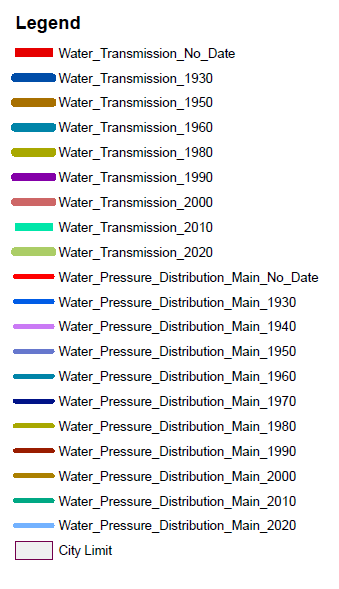 Legend
Water_Transmission_No_Date
Water_Transmission_1930
Water_Transmission_1950
Water_Transmission_1960
Water_Transmission_1980
Water_Transmission_1990
Water_Transmission_2000
Water_Transmission_2010
Water_Transmission_2020
Water_Pressure_Distribution_Main_No_Date
Water_Pressure_Distribution_Main_1930
Water_Pressure_Distribution_Main_1940
Water_Pressure_Distribution_Main_1950
Water_Pressure_Distribution_Main_1960
Water_Pressure_Distribution_Main_1970
Water_Pressure_Distribution_Main_1980
Water_Pressure_Distribution_Main_1990
Water_Pressure_Distribution_Main_2000
Water_Pressure_Distribution_Main_2010
Water_Pressure_Distribution_Main_2020
City Limit